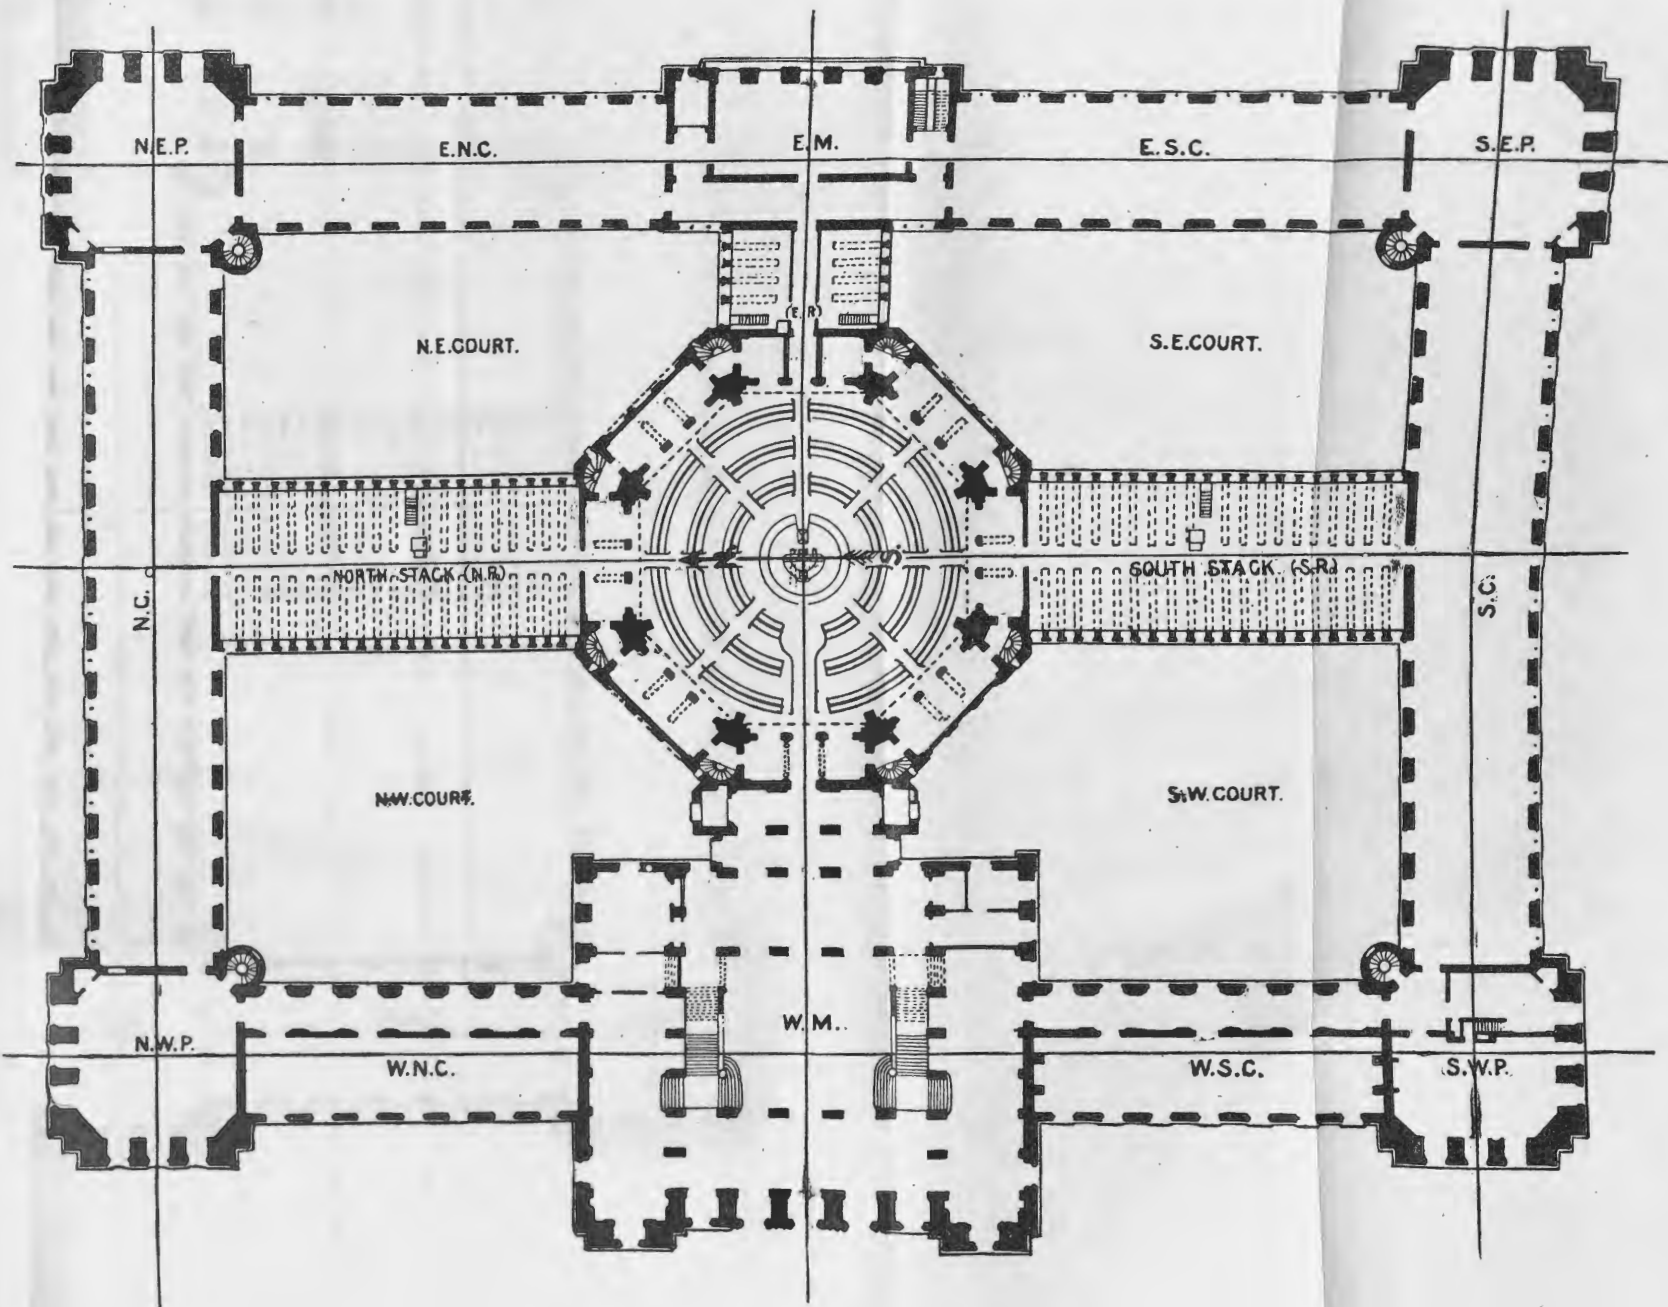 N.E.P.
E.N.C.
E.M.
E.S.C.
S.E.P.
(E.R)
N.E.COURT.
S.E.COURT.
N.
S.
NORTH STACK (N.R)
SOUTH STACK (S.R)
N.C.
S.C.
N.W.COURT.
S.W.COURT.
W.M.
N.W.P.
W.N.C.
W.S.C.
S.W.P.